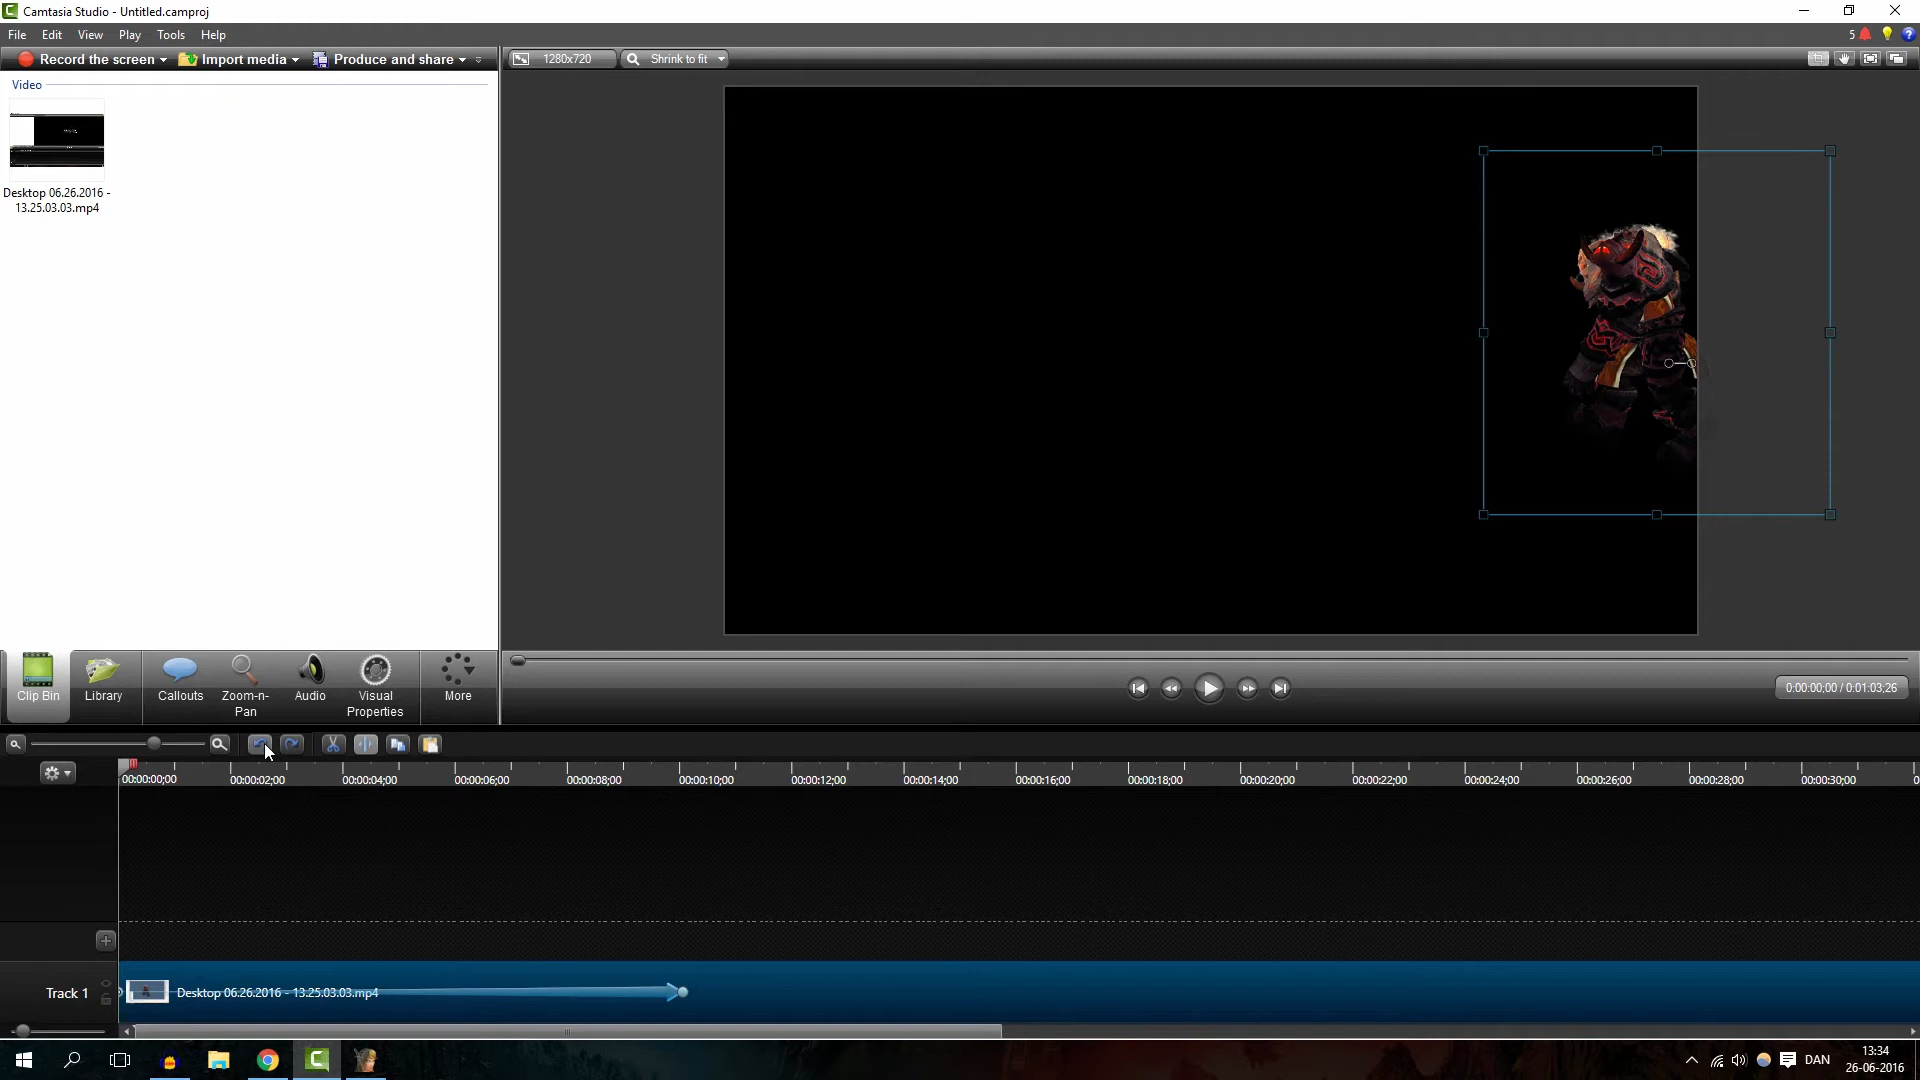 Camtasia Studio - Untitled.camproj
File Edit View Play Tools Help
5
Record the screen Import media Produce and share
1280x720 Shrink to fit
Video
Desktop 06.26.2016 -
13.25.03.03.mp4
Clip Bin Library Callouts Zoom-n-
Pan Audio Visual
Properties More
0:00:00;00 / 0:01:03;26
00:00:00;00 00:00:02;00 00:00:04;00 00:00:06;00 00:00:08;00 00:00:10;00 00:00:12;00 00:00:14;00 00:00:16;00 00:00:18;00 00:00:20;00 00:00:22;00 00:00:24;00 00:00:26;00 00:00:28;00 00:00:30;00
Track 1 Desktop 06.26.2016 - 13.25.03.03.mp4
DAN
13:34
26-06-2016